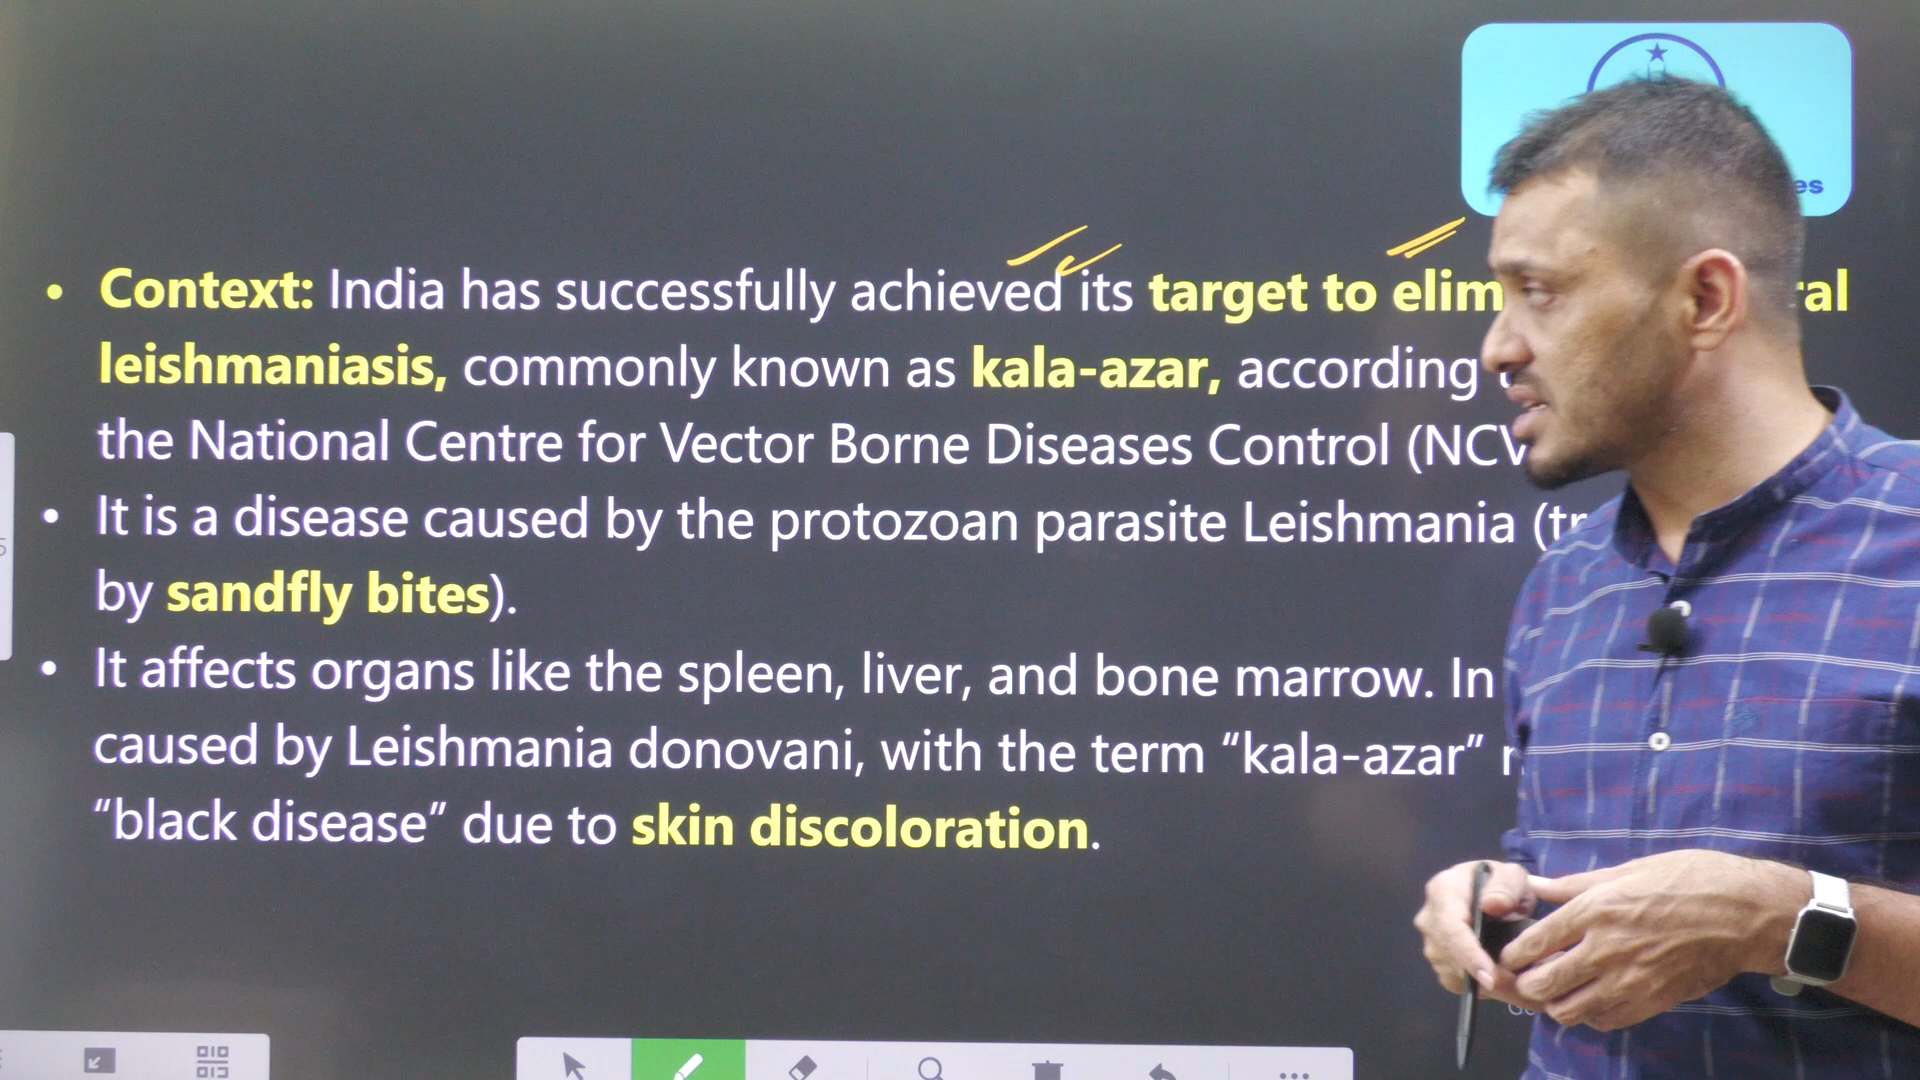 es
• Context: India has successfully achieved its target to elim ral
leishmaniasis, commonly known as kala-azar, according
the National Centre for Vector Borne Diseases Control (NCV
• It is a disease caused by the protozoan parasite Leishmania (tr
by sandfly bites).
• It affects organs like the spleen, liver, and bone marrow. In
caused by Leishmania donovani, with the term “kala-azar”
“black disease” due to skin discoloration.